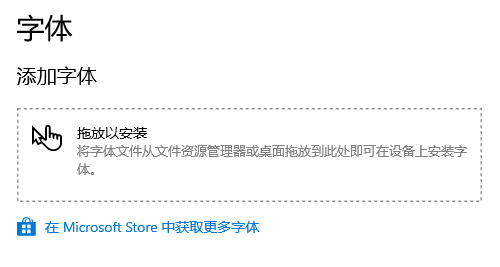 字体
添加字体
拖放以安装
将字体文件从文件资源管理器或桌面拖放到此处即可在设备上安装字
体。
在 Microsoft Store 中获取更多字体